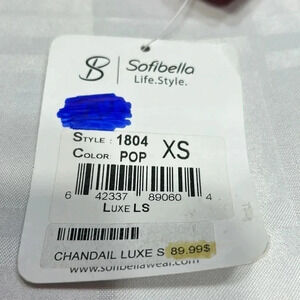 Sofibella
Life.Style.
STYLE : 1804 XS
COLOR POP
6 42337 89060 4
LUXE LS
CHANDAIL LUXE S 89.99$
www.sofibellawear.com